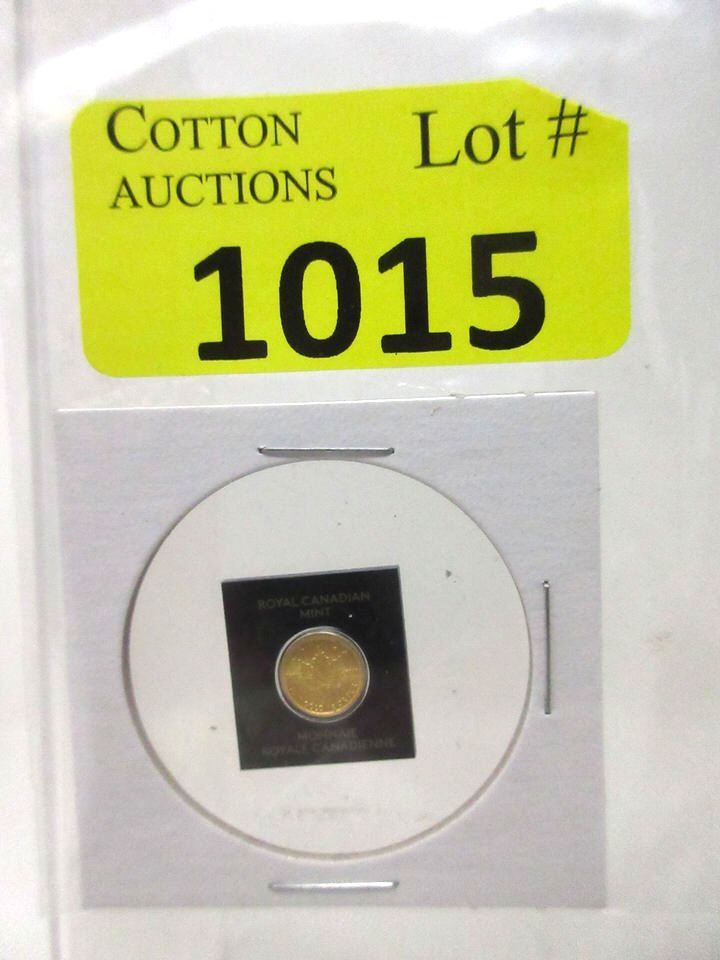 COTTON
AUCTIONS
Lot #
1015
ROYAL CANADIAN
MINT
MONNAIE
ROYALE CANADIENNE